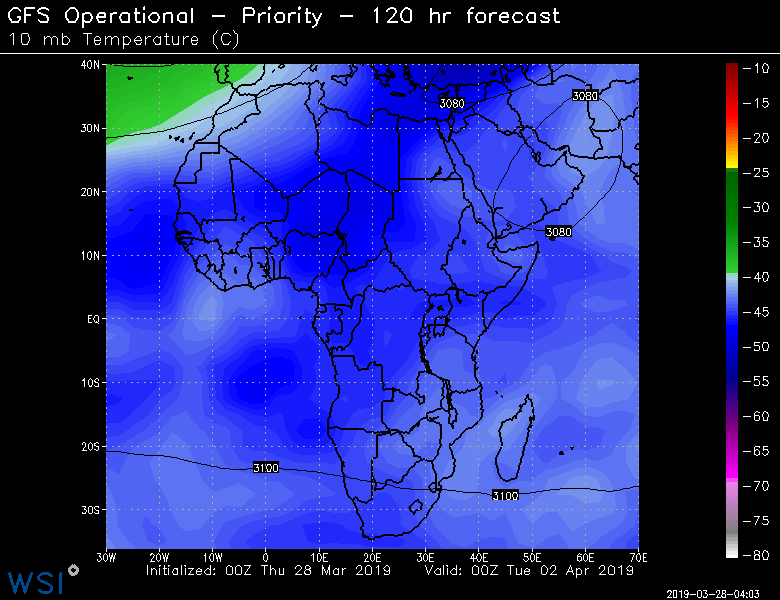 GFS Operational – Priority – 120 hr forecast
10 mb Temperature (C)
40N
30N
20N
10N
EQ
10S
20S
30S
3080
3080
3080
3100
3100
-10
-15
-20
-25
-30
-35
-40
-45
-50
-55
-60
-65
-70
-75
-80
30W 20W 10W 0 10E 20E 30E 40E 50E 60E 70E
Initialized: 00Z Thu 28 Mar 2019 Valid: 00Z Tue 02 Apr 2019
WSI
2019-03-28-04:03